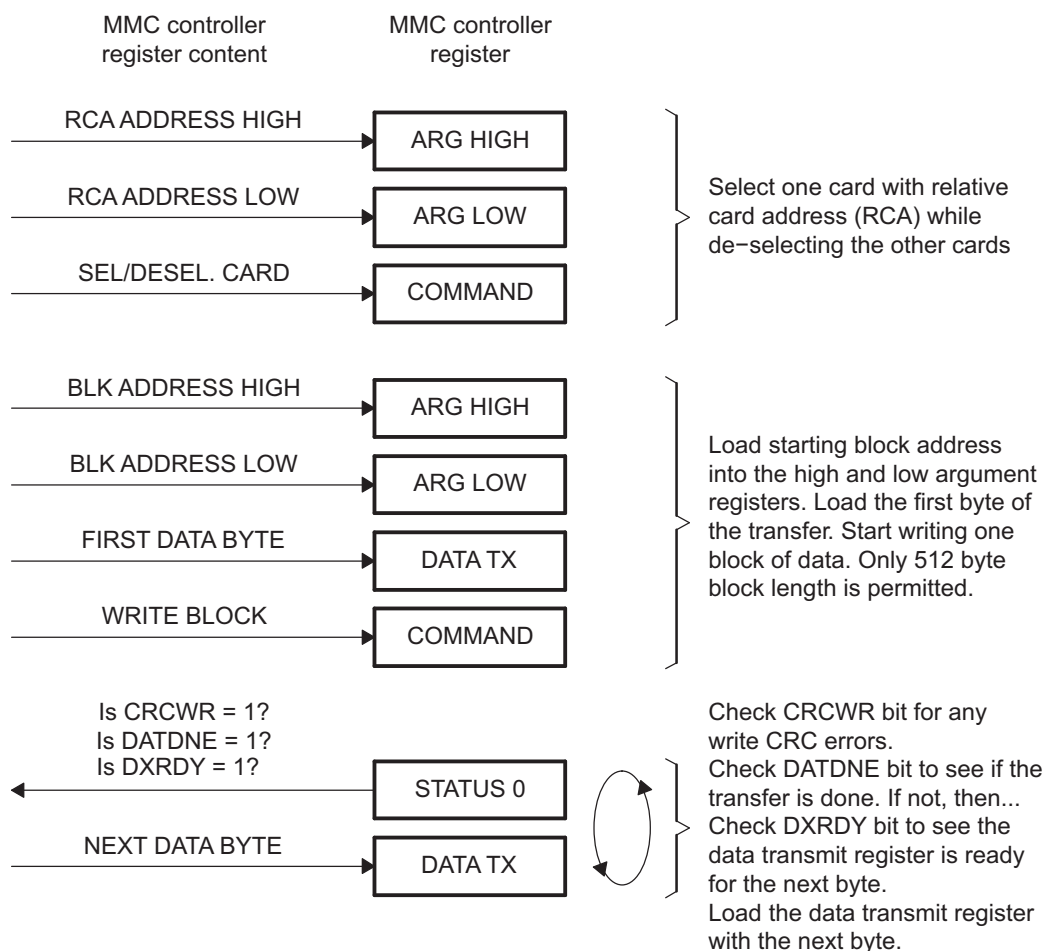 MMC controller
register content
MMC controller
register
RCA ADDRESS HIGH
ARG HIGH
RCA ADDRESS LOW
ARG LOW
SEL/DESEL. CARD
COMMAND
Select one card with relative
card address (RCA) while
de−selecting the other cards
BLK ADDRESS HIGH
ARG HIGH
BLK ADDRESS LOW
ARG LOW
FIRST DATA BYTE
DATA TX
WRITE BLOCK
COMMAND
Load starting block address
into the high and low argument
registers. Load the first byte of
the transfer. Start writing one
block of data. Only 512 byte
block length is permitted.
Is CRCWR = 1?
Is DATDNE = 1?
Is DXRDY = 1?
STATUS 0
NEXT DATA BYTE
DATA TX
Check CRCWR bit for any
write CRC errors.
Check DATDNE bit to see if the
transfer is done. If not, then...
Check DXRDY bit to see the
data transmit register is ready
for the next byte.
Load the data transmit register
with the next byte.